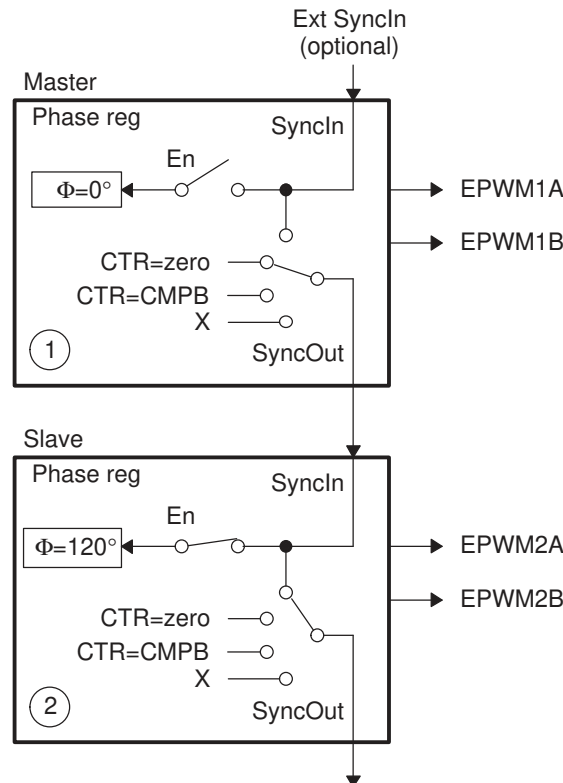 Ext SyncIn
(optional)
Master
Phase reg
SyncIn
En
Φ=0°
EPWM1A
EPWM1B
CTR=zero
CTR=CMPB
X
1
SyncOut
Slave
Phase reg
SyncIn
En
Φ=120°
EPWM2A
EPWM2B
CTR=zero
CTR=CMPB
X
2
SyncOut